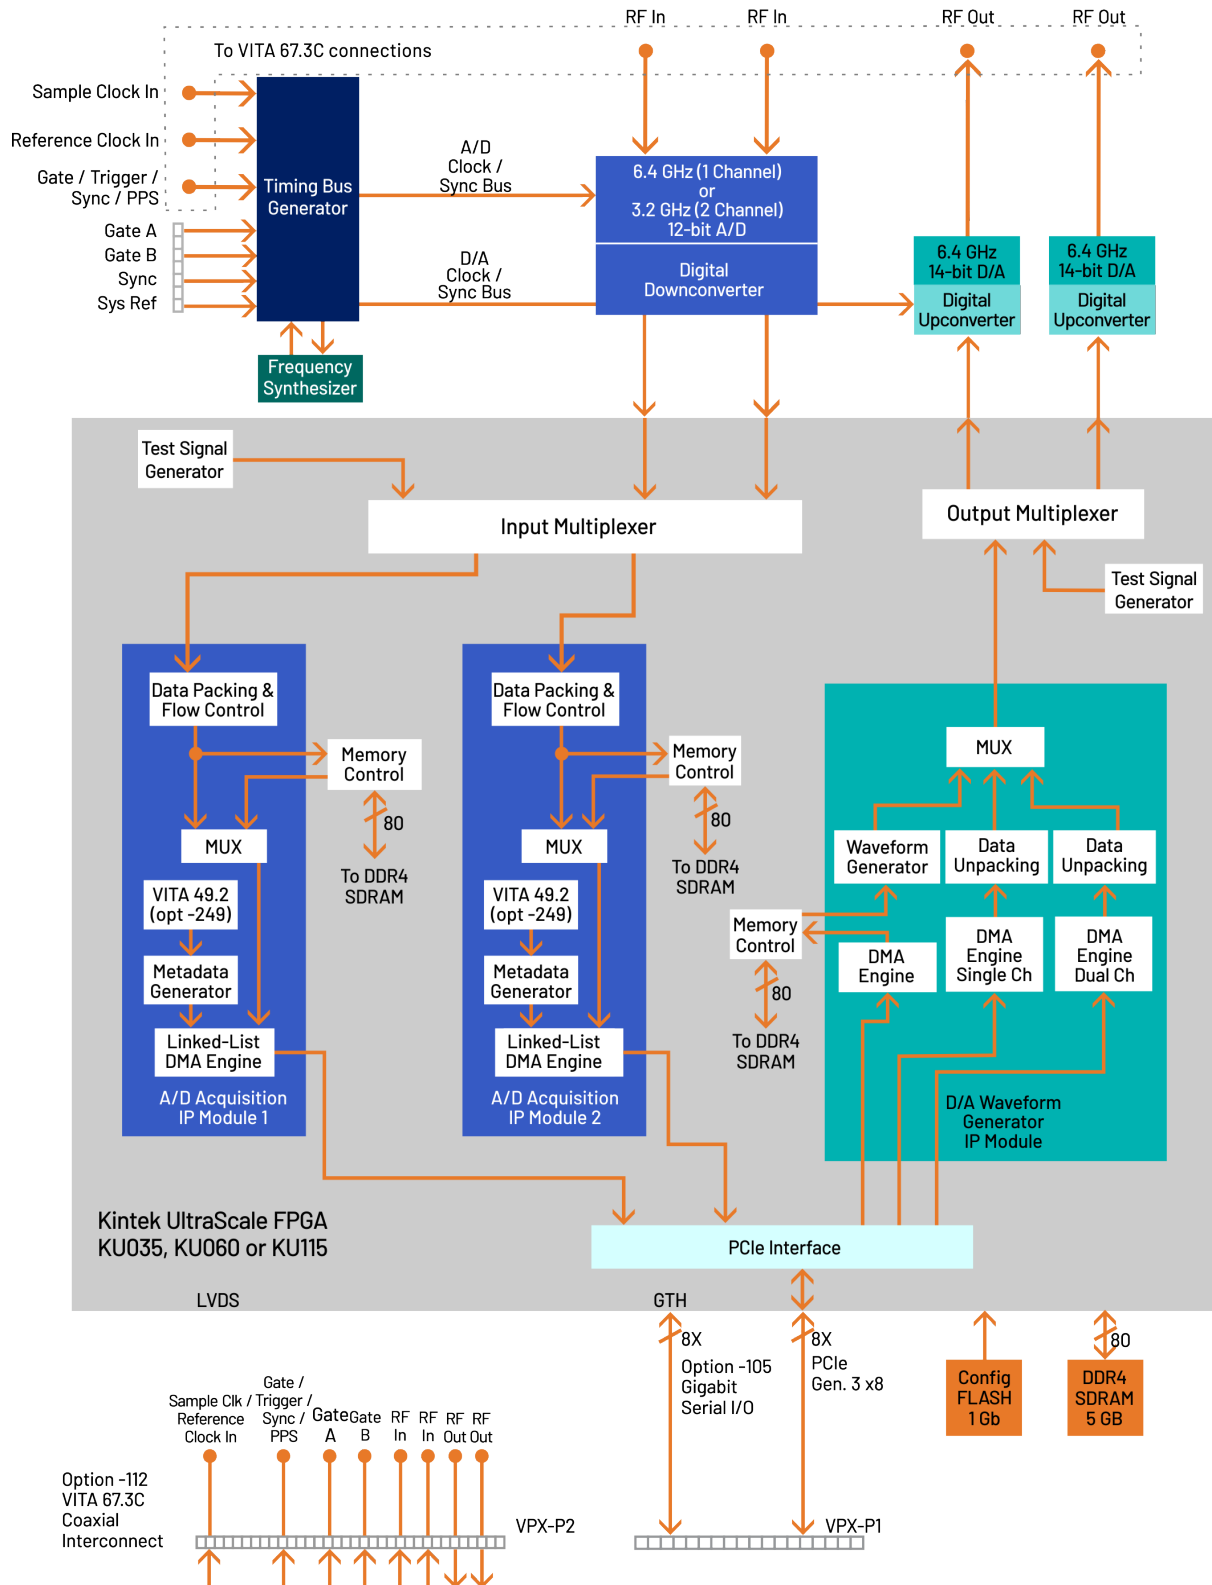 RF In
RF In
RF Out
RF Out
To VITA 67.3C connections
Sample Clock In
Reference Clock In
Gate / Trigger /
Sync / PPS
Gate A
Gate B
Sync
Sys Ref
Timing Bus
Generator
A/D
Clock /
Sync Bus
D/A
Clock /
Sync Bus
6.4 GHz (1 Channel)
or
3.2 GHz (2 Channel)
12-bit A/D
Digital
Downconverter
6.4 GHz
14-bit D/A
Digital
Upconverter
6.4 GHz
14-bit D/A
Digital
Upconverter
Frequency
Synthesizer
Test Signal
Generator
Input Multiplexer
Output Multiplexer
Test Signal
Generator
Data Packing &
Flow Control
Memory
Control
80
To DDR4
SDRAM
MUX
VITA 49.2
(opt -249)
Metadata
Generator
Linked-List
DMA Engine
A/D Acquisition
IP Module 1
Data Packing &
Flow Control
Memory
Control
80
To DDR4
SDRAM
MUX
VITA 49.2
(opt -249)
Metadata
Generator
Linked-List
DMA Engine
A/D Acquisition
IP Module 2
MUX
Waveform
Generator
Data
Unpacking
Data
Unpacking
Memory
Control
80
To DDR4
SDRAM
DMA
Engine
DMA
Engine
Single Ch
DMA
Engine
Dual Ch
D/A Waveform
Generator
IP Module
Kintek UltraScale FPGA
KU035, KU060 or KU115
PCIe Interface
LVDS
GTH
8X
Option -105
Gigabit
Serial I/O
8X
PCIe
Gen. 3 x8
Config
FLASH
1 Gb
80
DDR4
SDRAM
5 GB
Sample Clk /
Reference
Clock In
Gate /
Trigger /
Sync /
PPS
Gate
A
Gate
B
RF
In
RF
In
RF
Out
RF
Out
Option -112
VITA 67.3C
Coaxial
Interconnect
VPX-P2
VPX-P1